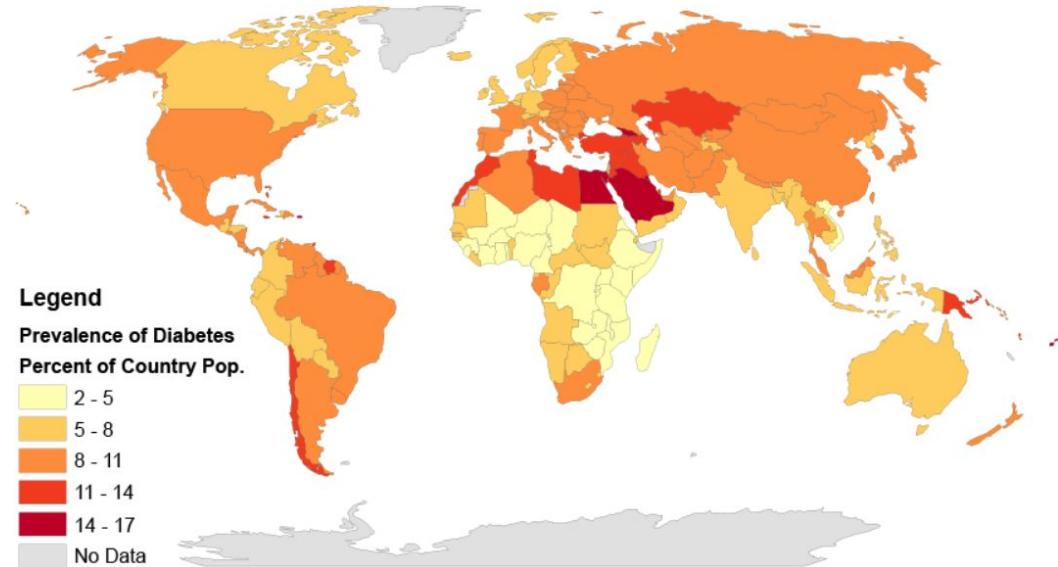 Legend
Prevalence of Diabetes
Percent of Country Pop.
2 - 5
5 - 8
8 - 11
11 - 14
14 - 17
No Data